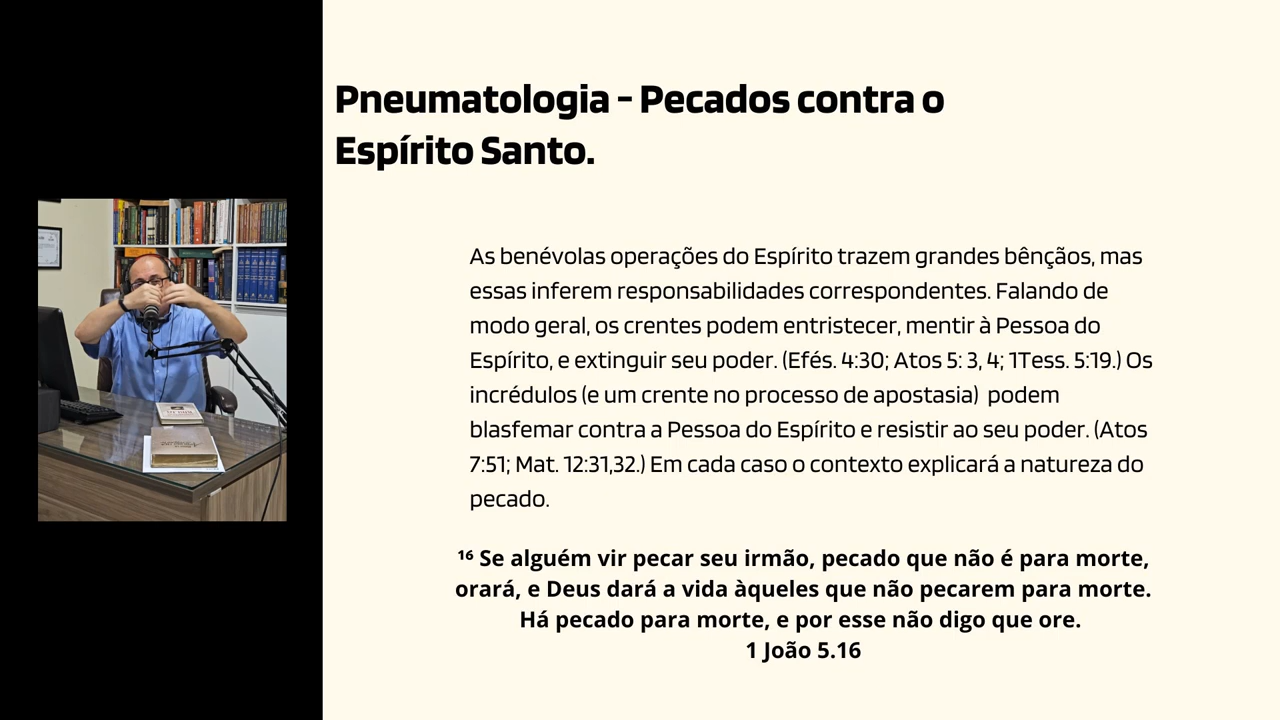 Pneumatologia - Pecados contra o
Espírito Santo.
As benévolas operações do Espírito trazem grandes bênçãos, mas
essas inferem responsabilidades correspondentes. Falando de
modo geral, os crentes podem entristecer, mentir à Pessoa do
Espírito, e extinguir seu poder. (Efés. 4:30; Atos 5: 3, 4; 1Tess. 5:19.) Os
incrédulos (e um crente no processo de apostasia)  podem
blasfemar contra a Pessoa do Espírito e resistir ao seu poder. (Atos
7:51; Mat. 12:31,32.) Em cada caso o contexto explicará a natureza do
pecado.
¹⁶ Se alguém vir pecar seu irmão, pecado que não é para morte,
orará, e Deus dará a vida àqueles que não pecarem para morte.
Há pecado para morte, e por esse não digo que ore.
1 João 5.16